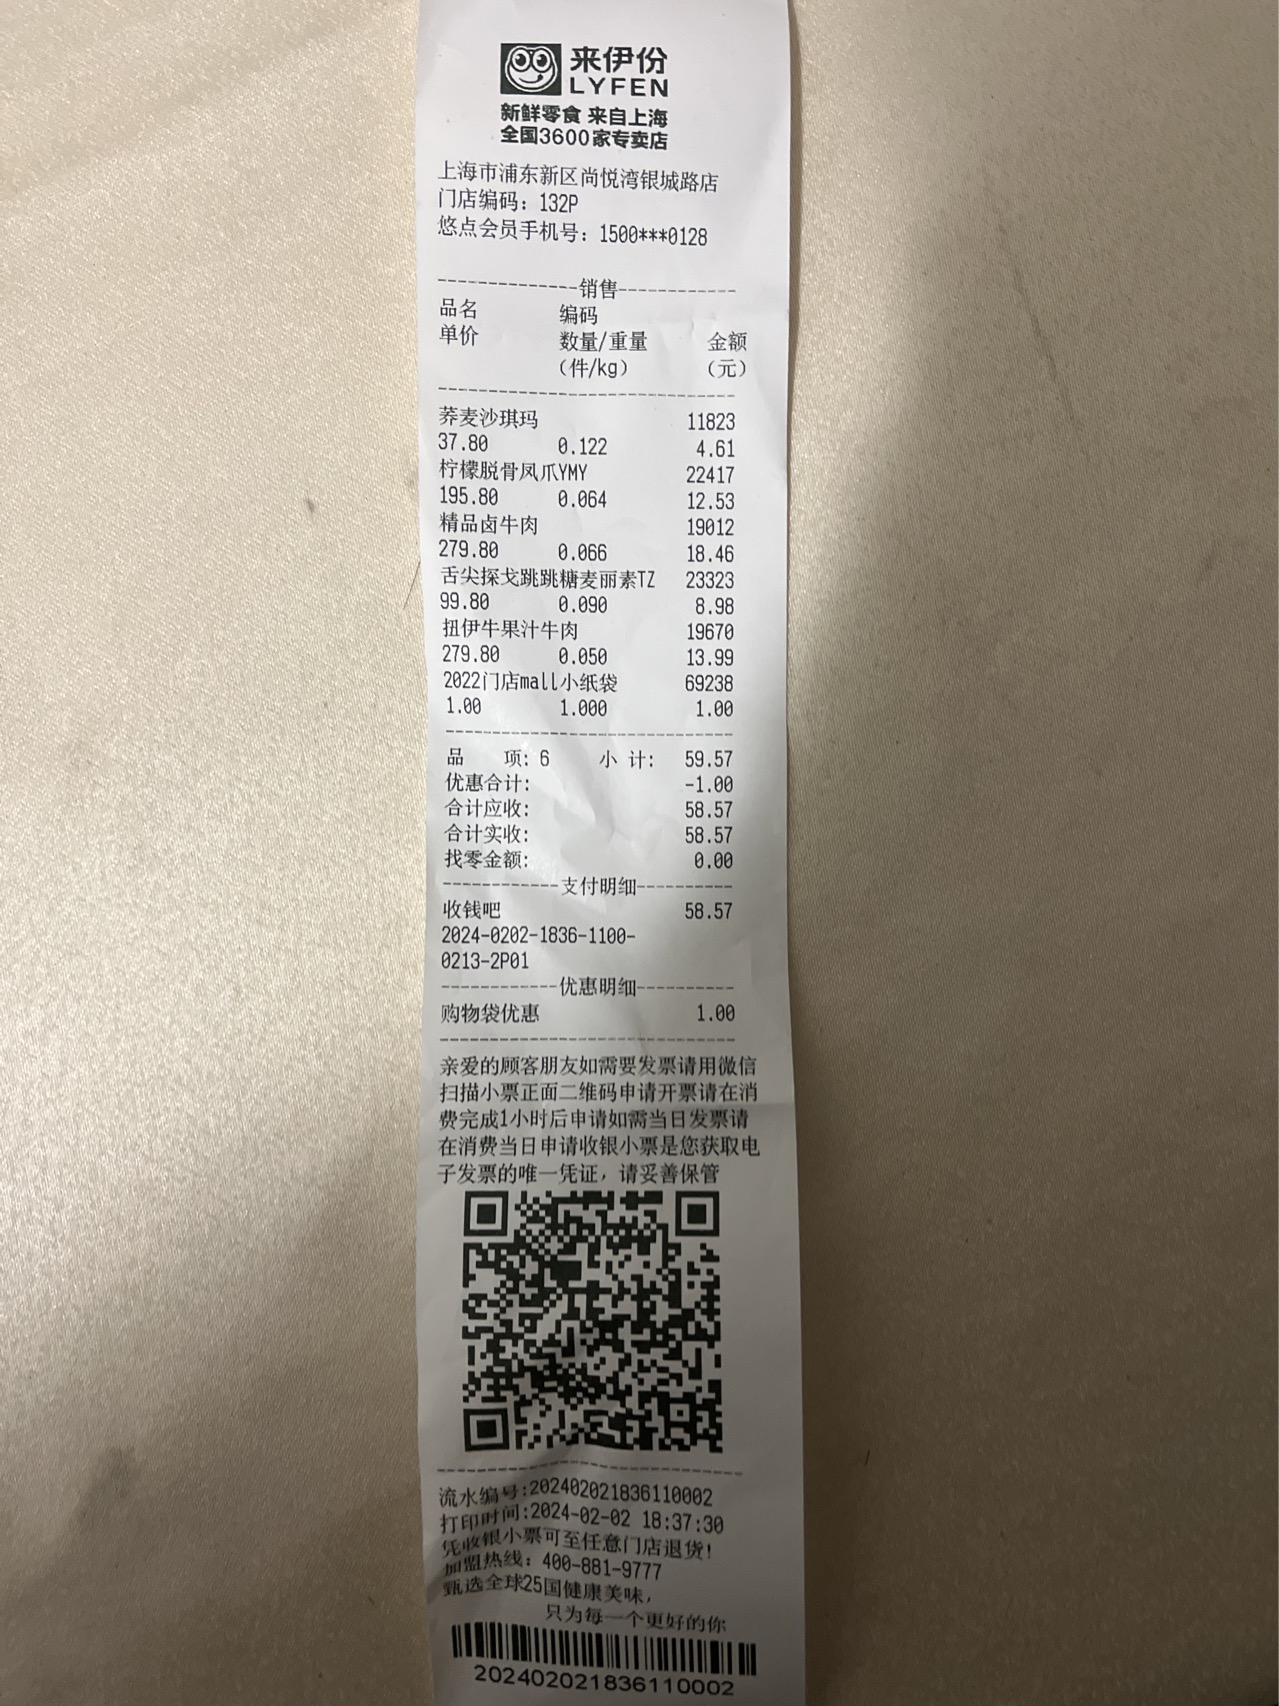 来伊份
LYFEN
新鲜零食 来自上海
全国3600家专卖店
上海市浦东新区尚悦湾银城路店
门店编码：132P
悠点会员手机号：1500***0128
--------------销售------------
品名 编码
单价 数量/重量 金额
（件/kg） （元）
------------------------------
荞麦沙琪玛 11823
37.80 0.122 4.61
柠檬脱骨凤爪YMY 22417
195.80 0.064 12.53
精品卤牛肉 19012
279.80 0.066 18.46
舌尖探戈跳跳糖麦丽素TZ 23323
99.80 0.090 8.98
扭伊牛果汁牛肉 19670
279.80 0.050 13.99
2022门店mall小纸袋 69238
1.00 1.000 1.00
------------------------------
品 项: 6 小 计: 59.57
优惠合计: -1.00
合计应收: 58.57
合计实收: 58.57
找零金额: 0.00
------------支付明细----------
收钱吧 58.57
2024-0202-1836-1100-
0213-2P01
------------优惠明细----------
购物袋优惠 1.00
------------------------------
亲爱的顾客朋友如需要发票请用微信
扫描小票正面二维码申请开票请在消
费完成1小时后申请如需当日发票请
在消费当日申请收银小票是您获取电
子发票的唯一凭证，请妥善保管
------------------------------
流水编号:202402021836110002
打印时间:2024-02-02 18:37:30
凭收银小票可至任意门店退货!
加盟热线：400-881-9777
甄选全球25国健康美味，
只为每一个更好的你
202402021836110002